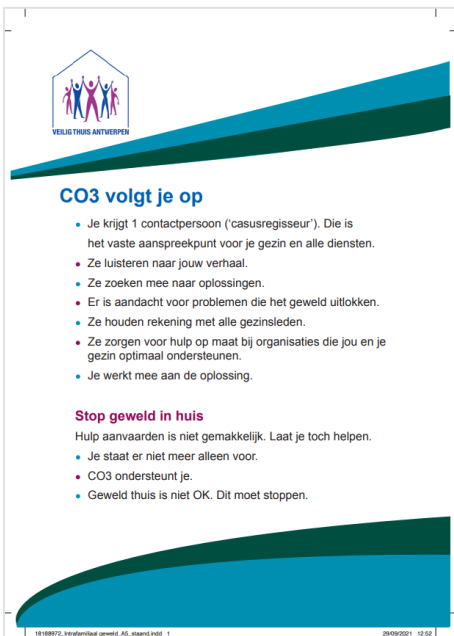 VEILIG THUIS ANTWERPEN
CO3 volgt je op
• Je krijgt 1 contactpersoon (‘casusregisseur’). Die is
het vaste aanspreekpunt voor je gezin en alle diensten.
• Ze luisteren naar jouw verhaal.
• Ze zoeken mee naar oplossingen.
• Er is aandacht voor problemen die het geweld uitlokken.
• Ze houden rekening met alle gezinsleden.
• Ze zorgen voor hulp op maat bij organisaties die jou en je
gezin optimaal ondersteunen.
• Je werkt mee aan de oplossing.
Stop geweld in huis
Hulp aanvaarden is niet gemakkelijk. Laat je toch helpen.
• Je staat er niet meer alleen voor.
• CO3 ondersteunt je.
• Geweld thuis is niet OK. Dit moet stoppen.
18188972_Intrafamiliaal geweld_A5_staand.indd 1
29/09/2021 12:52